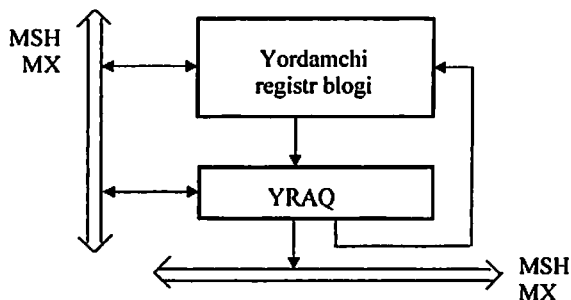 MSH
MX
Yordamchi
registr blogi
YRAQ
MSH
MX